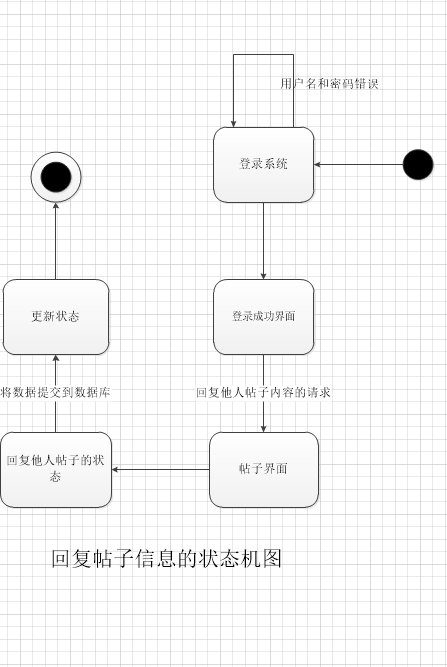 用户名和密码错误
登录系统
更新状态
登录成功界面
将数据提交到数据库
回复他人帖子内容的请求
回复他人帖子的状
态
帖子界面
回复帖子信息的状态机图